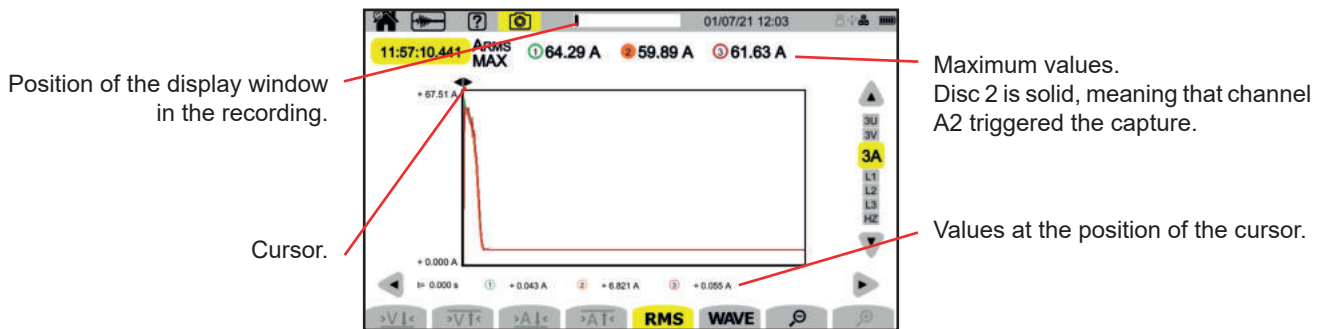 ?
01/07/21 12:03
11:57:10.441 ARMS MAX 1 64.29 A 2 59.89 A 3 61.63 A
Position of the display window
in the recording.
Maximum values.
Disc 2 is solid, meaning that channel
A2 triggered the capture.
+ 67.51 A
3U
3V
3A
L1
L2
L3
HZ
Cursor.
Values at the position of the cursor.
+ 0.000 A
t= 0.000 s 1 + 0.043 A 2 + 6.821 A 3 + 0.055 A
>V↓< >V↑< >A↓< >A↑< RMS WAVE